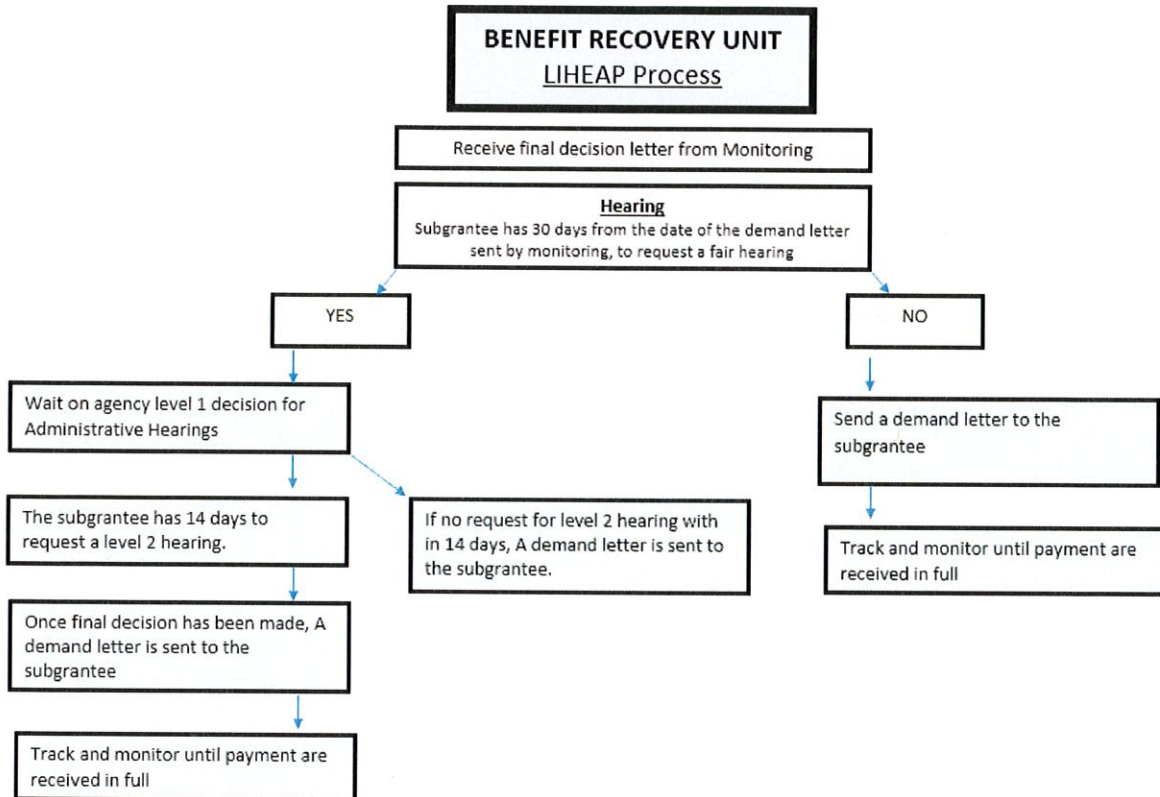 BENEFIT RECOVERY UNIT
LIHEAP Process
Receive final decision letter from Monitoring
Hearing
Subgrantee has 30 days from the date of the demand letter
sent by monitoring, to request a fair hearing
YES
NO
Wait on agency level 1 decision for
Administrative Hearings
Send a demand letter to the
subgrantee
The subgrantee has 14 days to
request a level 2 hearing.
If no request for level 2 hearing with
in 14 days, A demand letter is sent to
the subgrantee.
Track and monitor until payment are
received in full
Once final decision has been made, A
demand letter is sent to the
subgrantee
Track and monitor until payment are
received in full